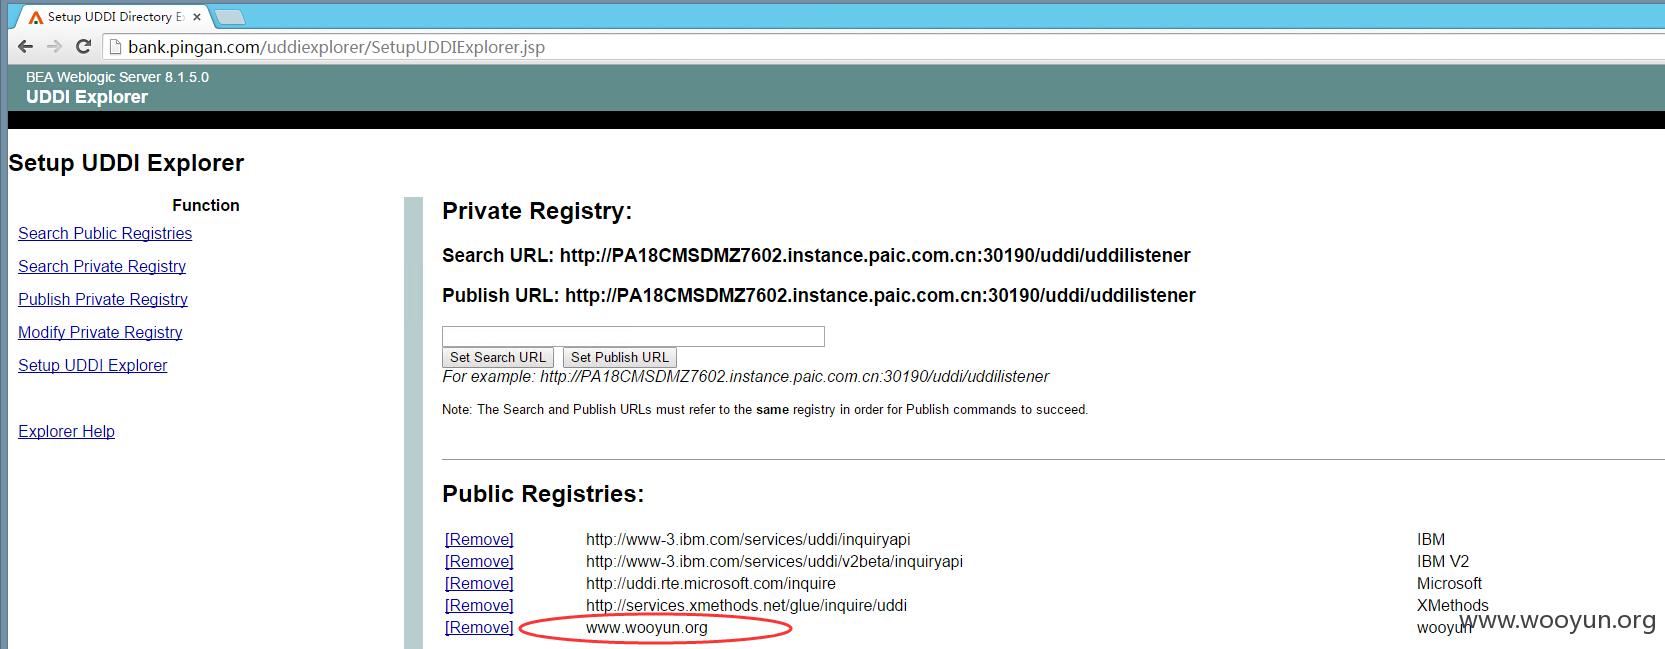 Setup UDDI Directory E
bank.pingan.com/uddiexplorer/SetupUDDIExplorer.jsp
BEA Weblogic Server 8.1.5.0
UDDI Explorer
Setup UDDI Explorer
Function
Search Public Registries
Search Private Registry
Publish Private Registry
Modify Private Registry
Setup UDDI Explorer
Explorer Help
Private Registry:
Search URL: http://PA18CMSDMZ7602.instance.paic.com.cn:30190/uddi/uddilistener
Publish URL: http://PA18CMSDMZ7602.instance.paic.com.cn:30190/uddi/uddilistener
Set Search URL Set Publish URL
For example: http://PA18CMSDMZ7602.instance.paic.com.cn:30190/uddi/uddilistener
Note: The Search and Publish URLs must refer to the same registry in order for Publish commands to succeed.
Public Registries:
[Remove] http://www-3.ibm.com/services/uddi/inquiryapi IBM
[Remove] http://www-3.ibm.com/services/uddi/v2beta/inquiryapi IBM V2
[Remove] http://uddi.rte.microsoft.com/inquire Microsoft
[Remove] http://services.xmethods.net/glue/inquire/uddi XMethods
[Remove] www.wooyun.org wooyun
www.wooyun.org